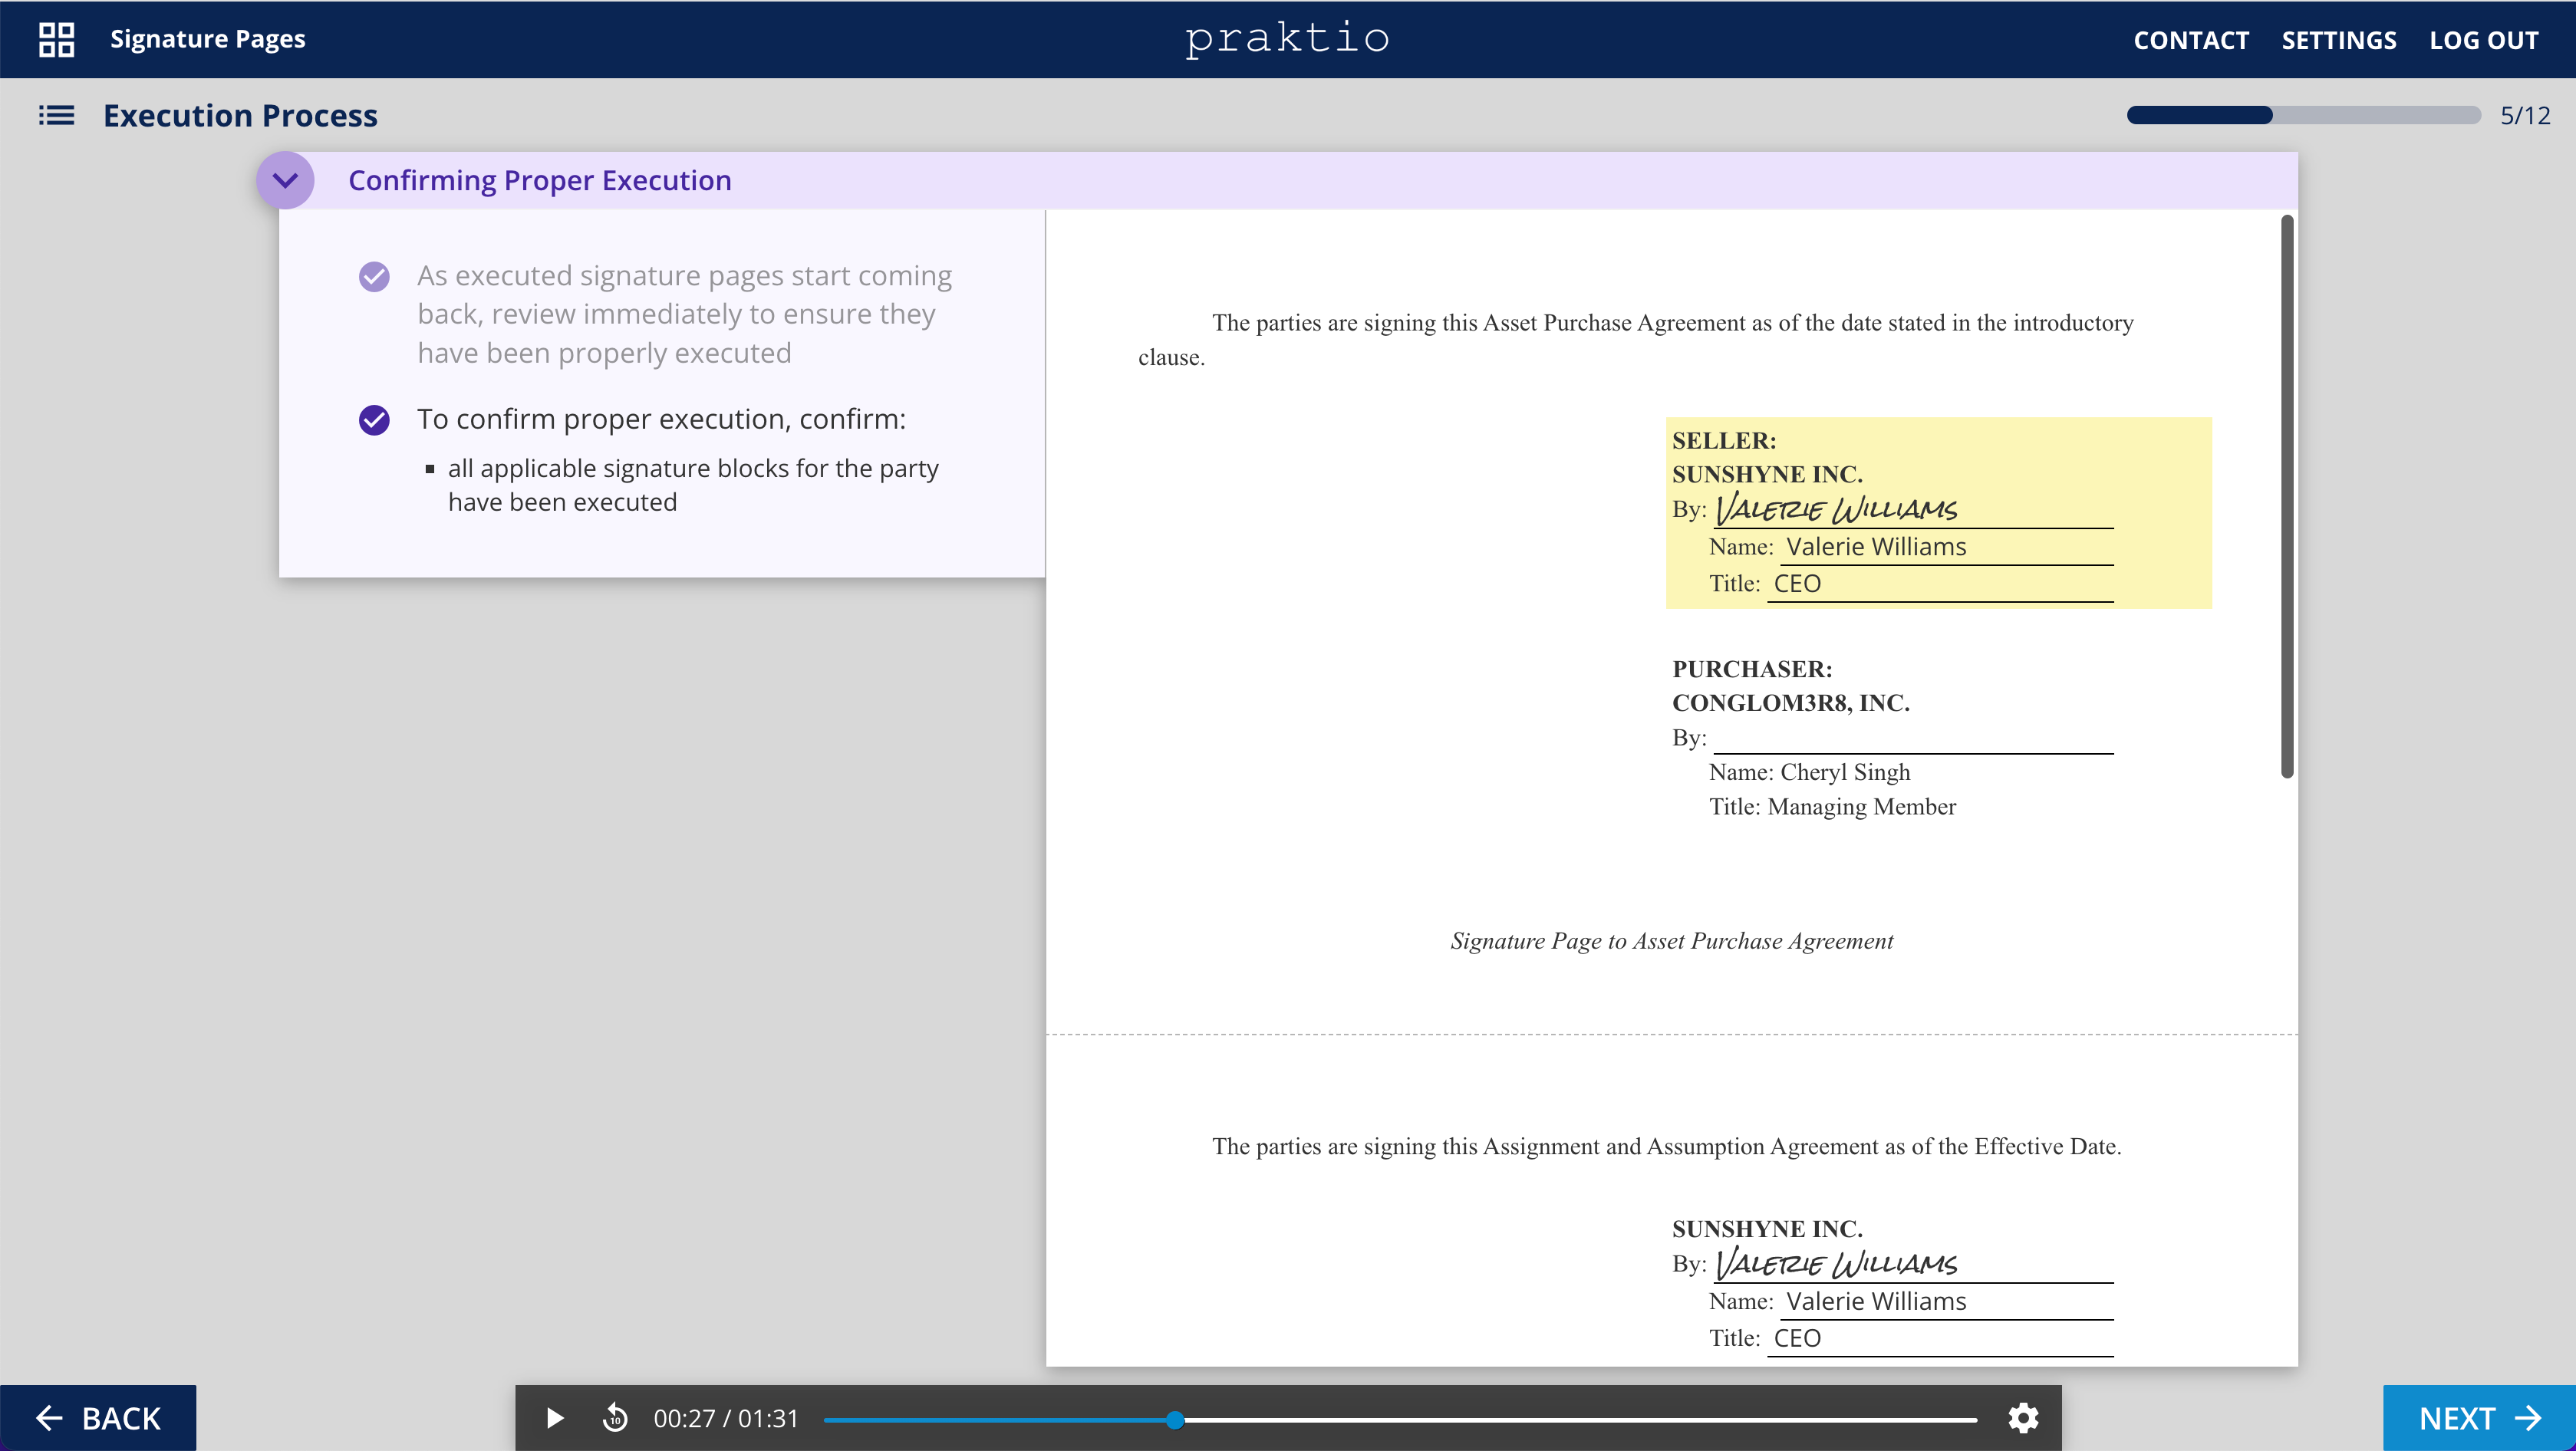 Signature Pages
praktio
CONTACT SETTINGS LOG OUT
Execution Process
5/12
Confirming Proper Execution
As executed signature pages start coming
back, review immediately to ensure they
have been properly executed
To confirm proper execution, confirm:
▪ all applicable signature blocks for the party
have been executed
The parties are signing this Asset Purchase Agreement as of the date stated in the introductory
clause.
SELLER:
SUNSHYNE INC.
By: Valerie Williams
Name: Valerie Williams
Title: CEO
PURCHASER:
CONGLOM3R8, INC.
By:
Name: Cheryl Singh
Title: Managing Member
Signature Page to Asset Purchase Agreement
The parties are signing this Assignment and Assumption Agreement as of the Effective Date.
SUNSHYNE INC.
By: Valerie Williams
Name: Valerie Williams
Title: CEO
BACK
10
00:27 / 01:31
NEXT